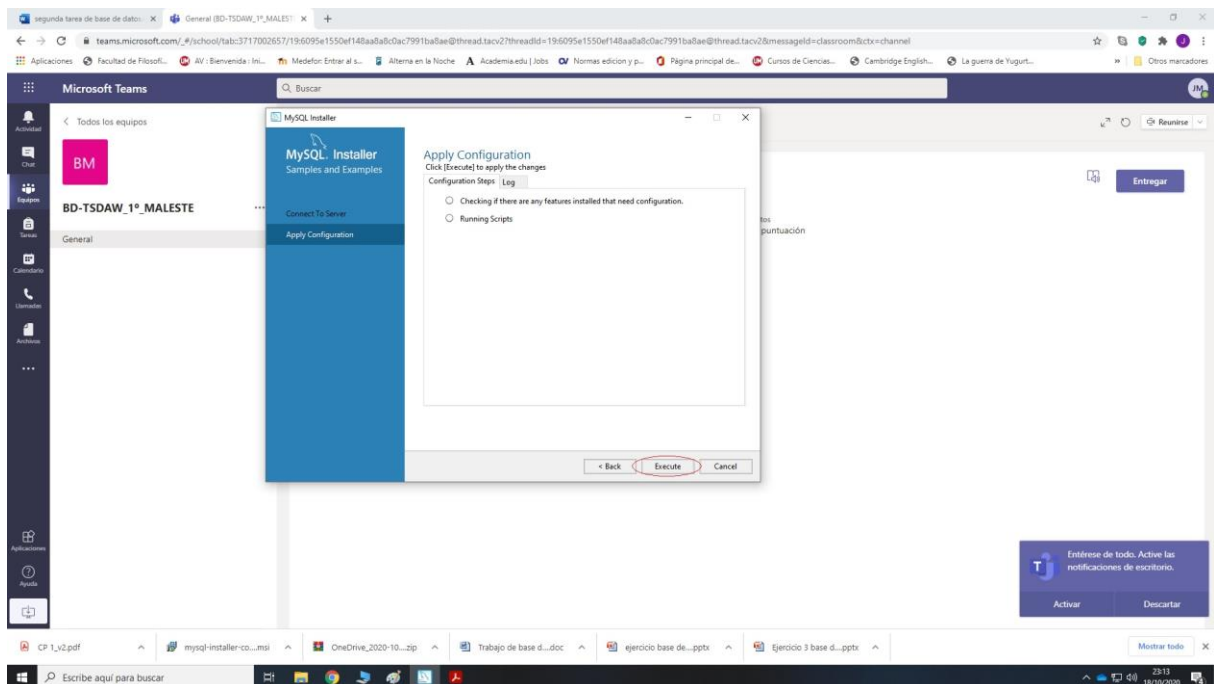 segunda tarea de base de datos
General (BD-TSDAW_1º_MALEST
teams.microsoft.com/_#/school/tab::3717002657/19:6095e1550ef148aa8a8c0ac7991ba8ae@thread.tacv2?threadId=19:6095e1550ef148aa8a8c0ac7991ba8ae@thread.tacv2&messageId=classroom&ctx=channel
Aplicaciones
Facultad de Filosofí...
AV : Bienvenida : Ini...
Medefor: Entrar al s...
Alterna en la Noche
Academia.edu | Jobs
Normas edicion y p...
Página principal de...
Cursos de Ciencias...
Cambridge English...
La guerra de Yugurt...
»
Otros marcadores
Microsoft Teams
Buscar
JM
Actividad
Chat
Equipos
Tareas
Calendario
Llamadas
Archivos
Aplicaciones
Ayuda
< Todos los equipos
BM
BD-TSDAW_1º_MALESTE
General
Reunirse
Entregar
tos
puntuación
MySQL Installer
MySQL. Installer
Samples and Examples
Connect To Server
Apply Configuration
Apply Configuration
Click [Execute] to apply the changes
Configuration Steps
Log
Checking if there are any features installed that need configuration.
Running Scripts
< Back
Execute
Cancel
Entérese de todo. Active las
notificaciones de escritorio.
Activar
Descartar
CP 1_v2.pdf
mysql-installer-co....msi
OneDrive_2020-10....zip
Trabajo de base d....doc
ejercicio base de....pptx
Ejercicio 3 base d....pptx
Mostrar todo
Escribe aquí para buscar
23:13
18/10/2020